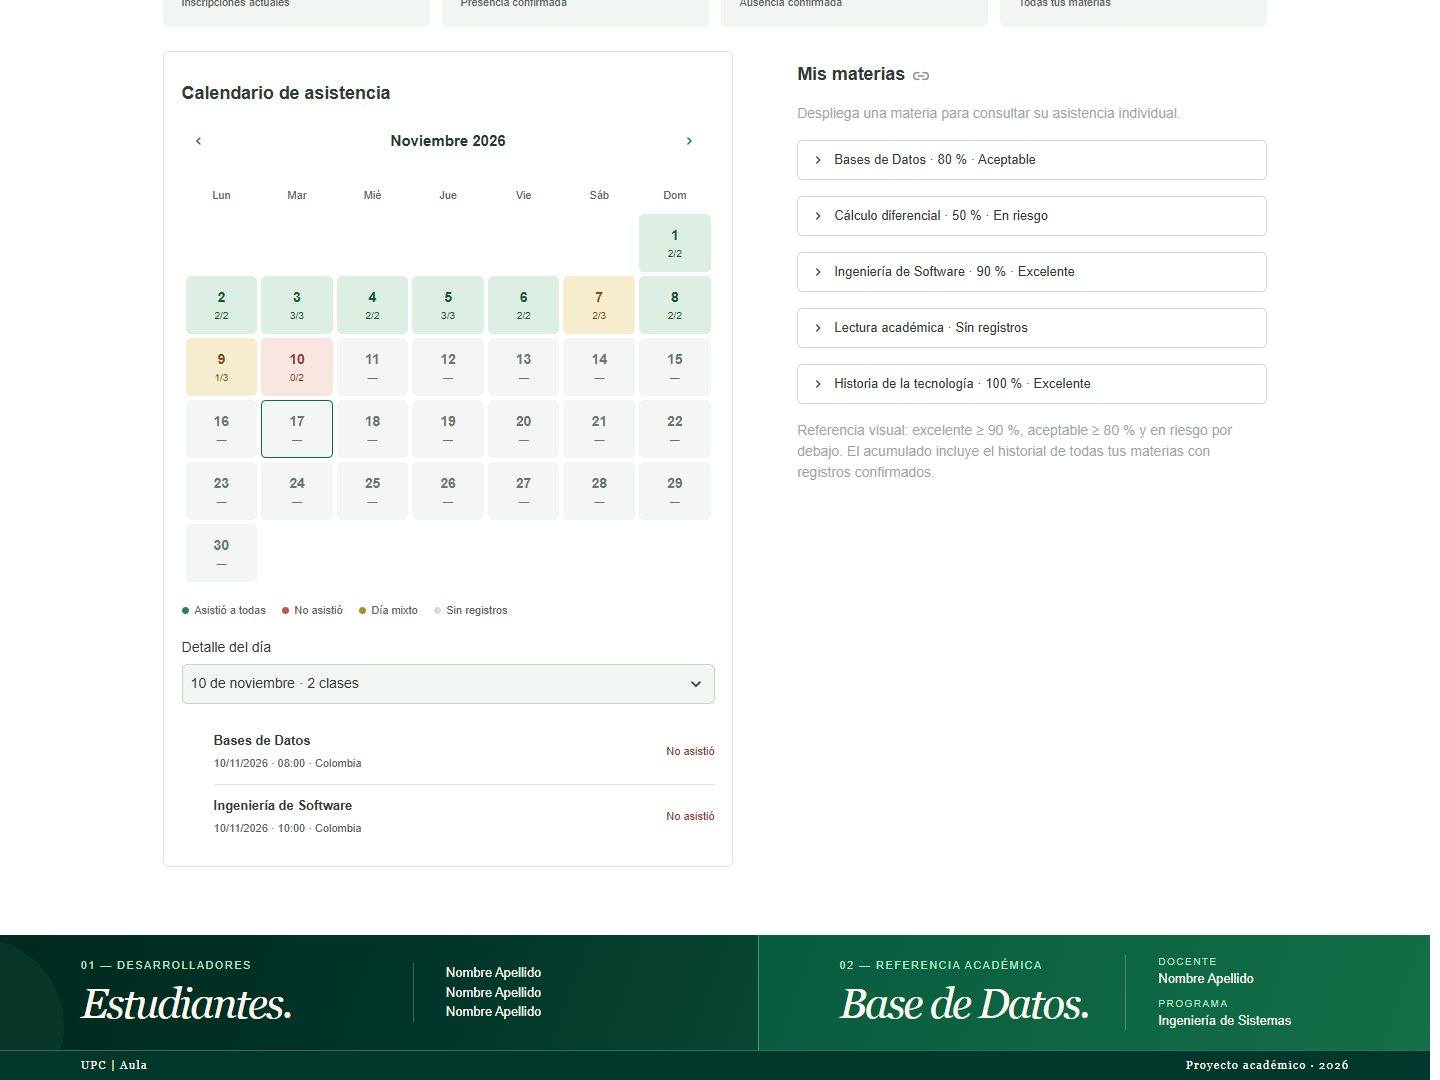 Inscripciones actuales
Presencia confirmada
Ausencia confirmada
Todas tus materias
Calendario de asistencia
Noviembre 2026
Lun Mar Mié Jue Vie Sáb Dom
1
2/2
2 3 4 5 6 7 8
2/2 3/3 2/2 3/3 2/2 2/3 2/2
9 10 11 12 13 14 15
1/3 0/2 — — — — —
16 17 18 19 20 21 22
— — — — — — —
23 24 25 26 27 28 29
— — — — — — —
30
—
Asistió a todas No asistió Día mixto Sin registros
Detalle del día
10 de noviembre · 2 clases
Bases de Datos
10/11/2026 · 08:00 · Colombia
No asistió
Ingeniería de Software
10/11/2026 · 10:00 · Colombia
No asistió
Mis materias
Despliega una materia para consultar su asistencia individual.
Bases de Datos · 80 % · Aceptable
Cálculo diferencial · 50 % · En riesgo
Ingeniería de Software · 90 % · Excelente
Lectura académica · Sin registros
Historia de la tecnología · 100 % · Excelente
Referencia visual: excelente ≥ 90 %, aceptable ≥ 80 % y en riesgo por
debajo. El acumulado incluye el historial de todas tus materias con
registros confirmados.
01 — DESARROLLADORES
Estudiantes.
Nombre Apellido
Nombre Apellido
Nombre Apellido
02 — REFERENCIA ACADÉMICA
Base de Datos.
DOCENTE
Nombre Apellido
PROGRAMA
Ingeniería de Sistemas
UPC | Aula
Proyecto académico · 2026